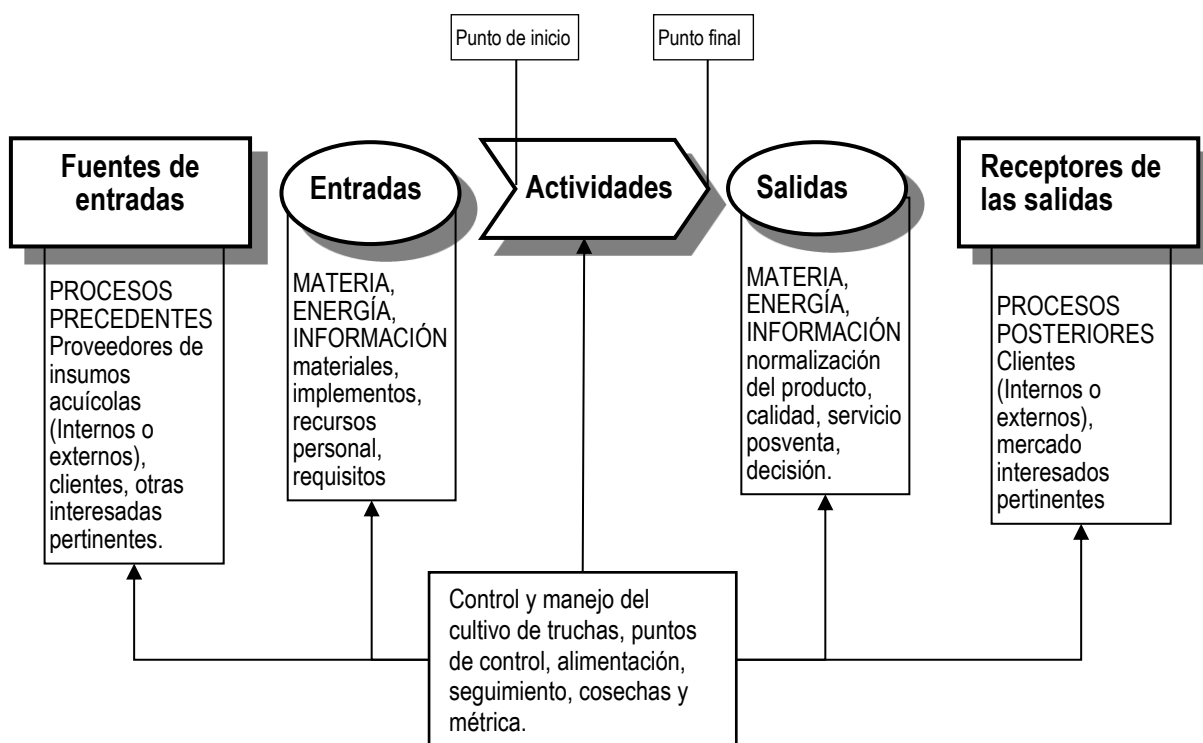 Punto de inicio
Punto final
Fuentes de
entradas
Entradas
Actividades
Salidas
Receptores de
las salidas
PROCESOS
PRECEDENTES
Proveedores de
insumos
acuícolas
(Internos o
externos),
clientes, otras
interesadas
pertinentes.
MATERIA,
ENERGÍA,
INFORMACIÓN
materiales,
implementos,
recursos
personal,
requisitos
MATERIA,
ENERGÍA,
INFORMACIÓN
normalización
del producto,
calidad, servicio
posventa,
decisión.
PROCESOS
POSTERIORES
Clientes
(Internos o
externos),
mercado
interesados
pertinentes
Control y manejo del
cultivo de truchas, puntos
de control, alimentación,
seguimiento, cosechas y
métrica.